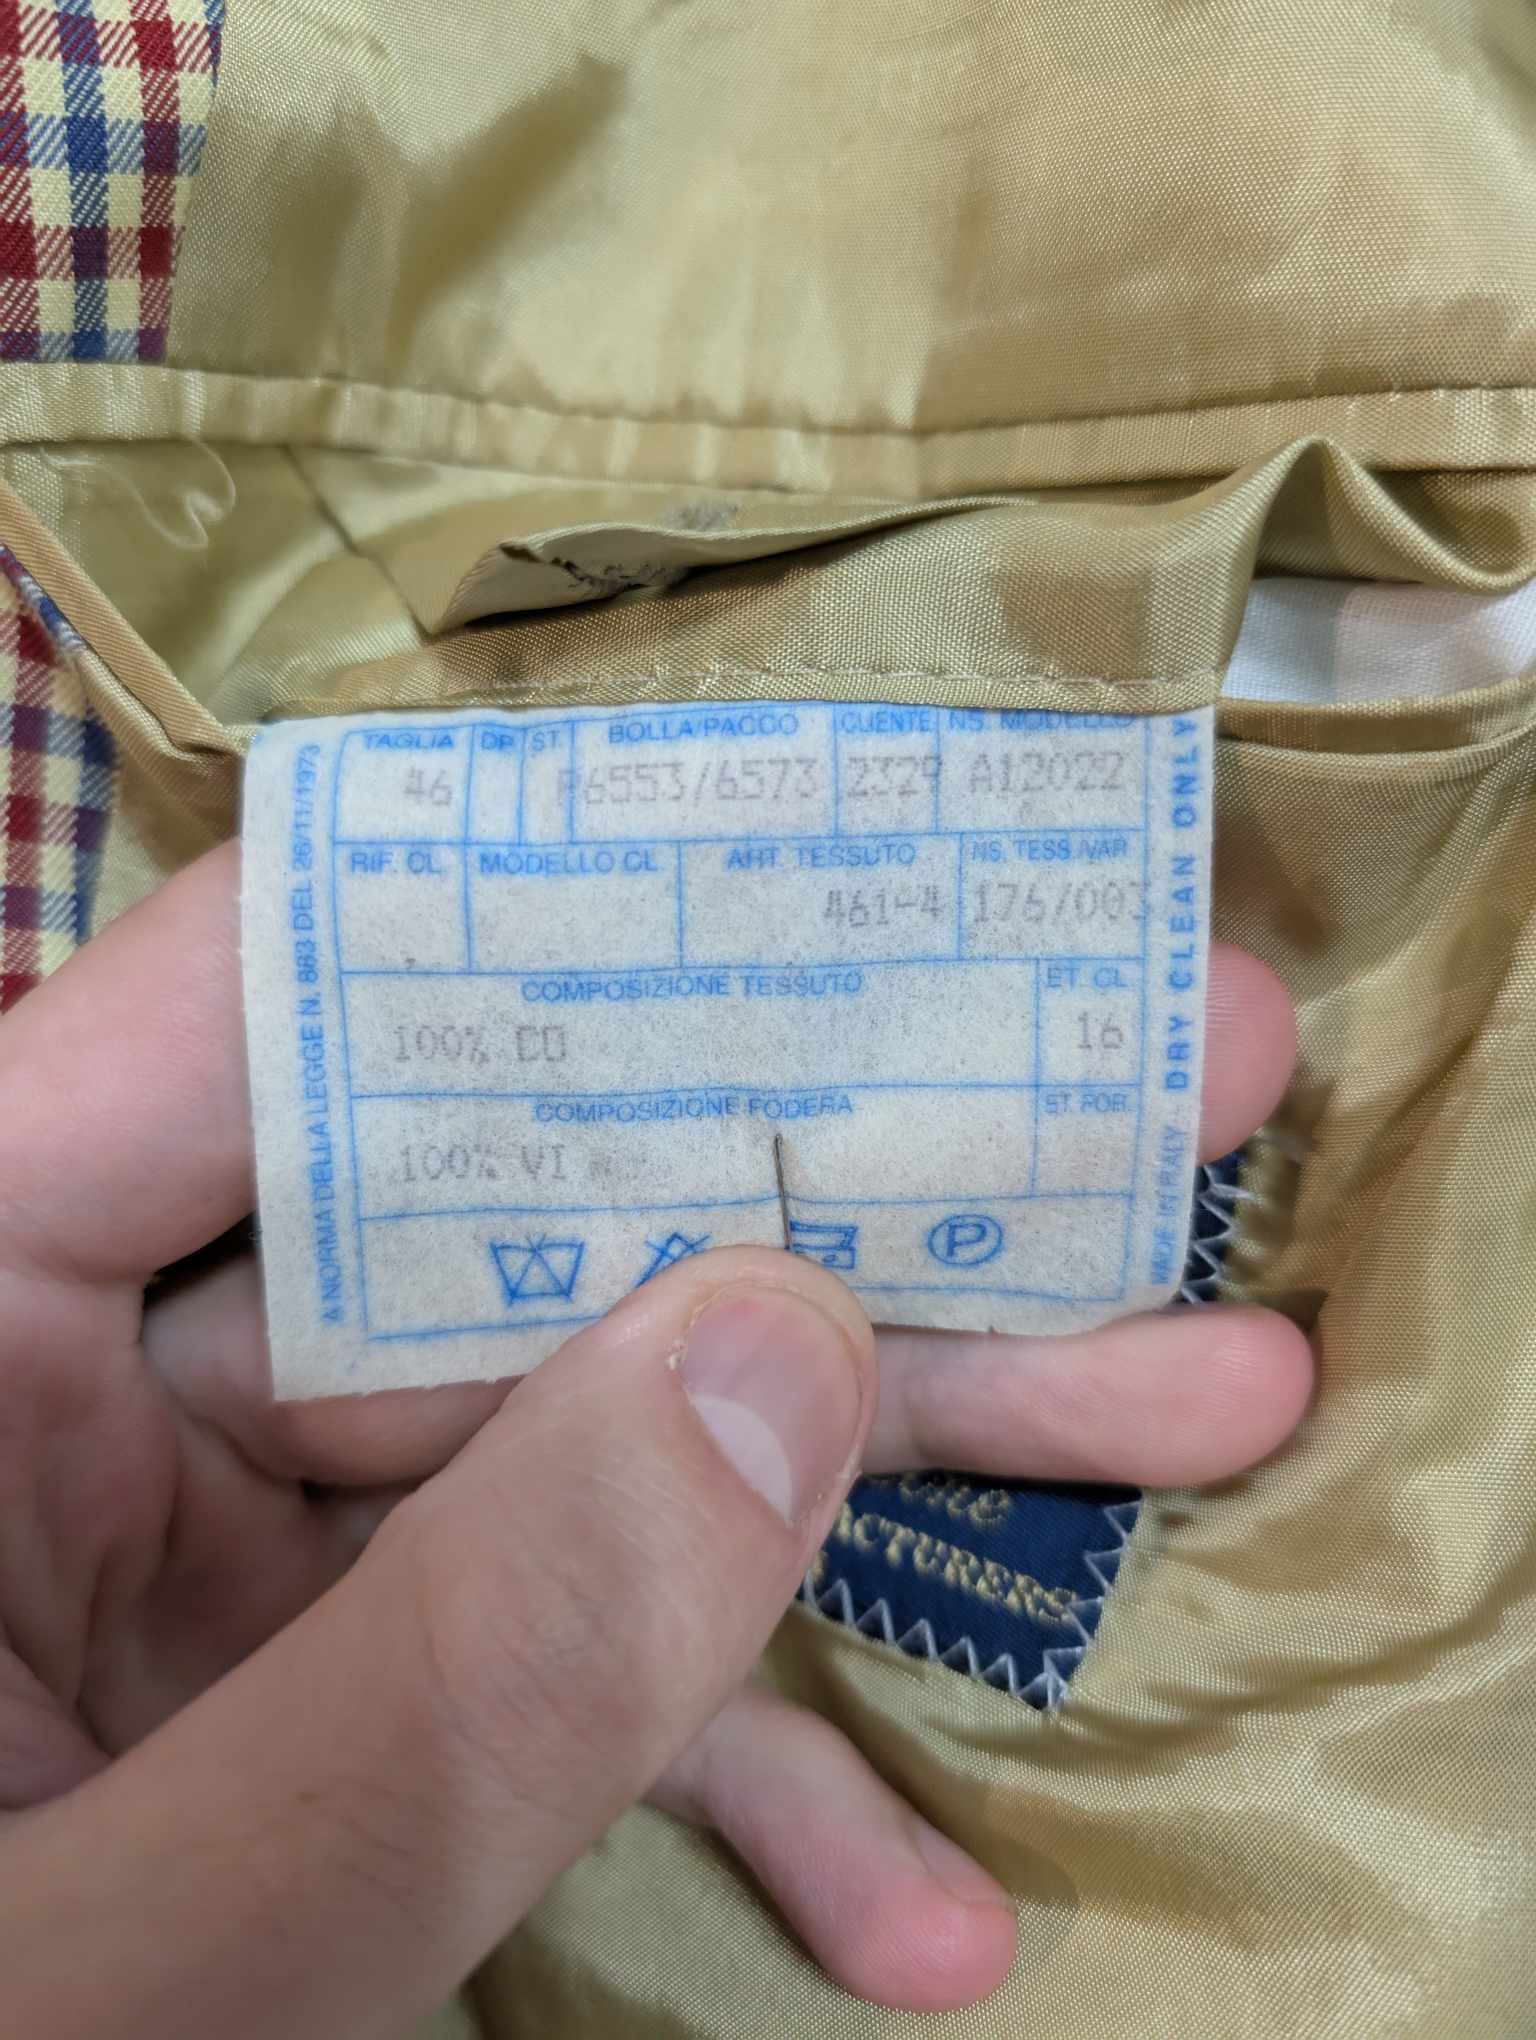 TAGLIA DP ST. BOLLA/PACCO CLIENTE NS. MODELLO
46 P6553/6573 2329 A12022
RIF. CL. MODELLO CL ART. TESSUTO NS. TESS./VAR.
461-4 176/003
COMPOSIZIONE TESSUTO ET. CL.
100% CO 16
COMPOSIZIONE FODERA ST. FOR.
100% VI
P
A NORMA DELLA LEGGE N. 883 DEL 26/11/1973
MADE IN ITALY DRY CLEAN ONLY
ACTURERS